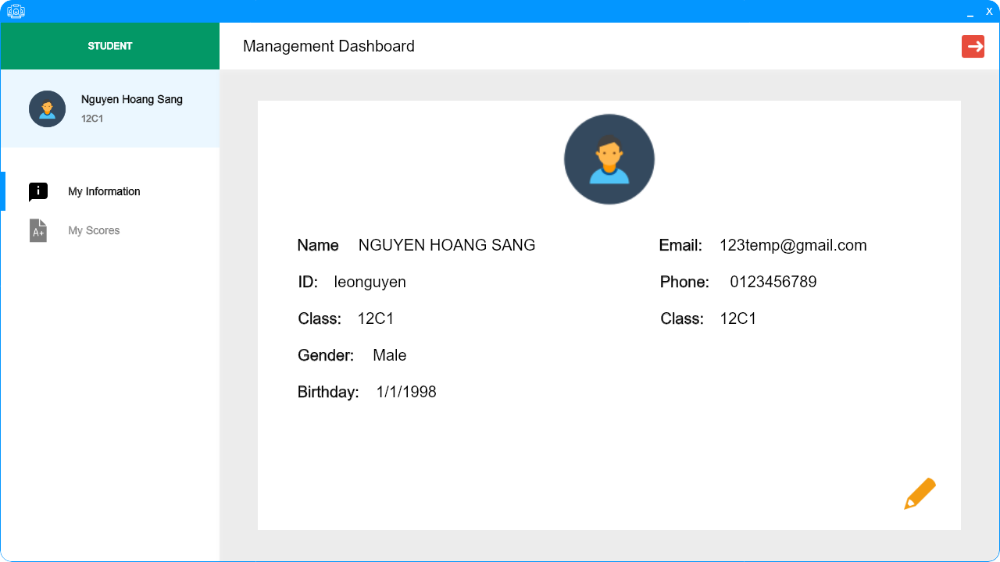 _ X
STUDENT
Management Dashboard
Nguyen Hoang Sang
12C1
My Information
A+ My Scores
Name NGUYEN HOANG SANG
ID: leonguyen
Class: 12C1
Gender: Male
Birthday: 1/1/1998
Email: 123temp@gmail.com
Phone: 0123456789
Class: 12C1